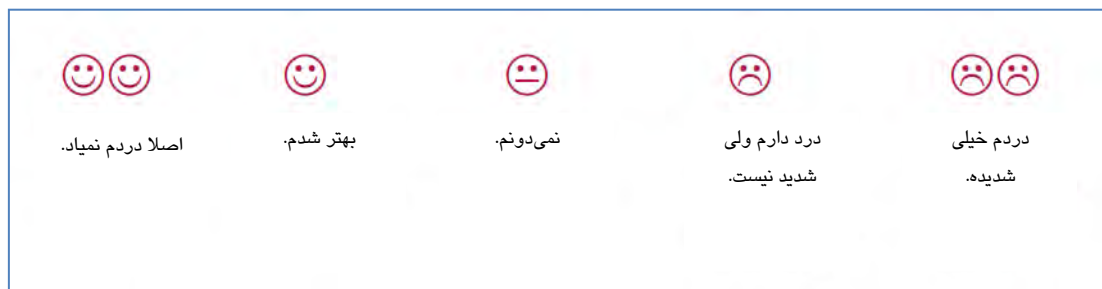 دردم خیلی
شدیده.
درد دارم ولی
شدید نیست.
نمی‌دونم.
بهتر شدم.
اصلا دردم نمیاد.